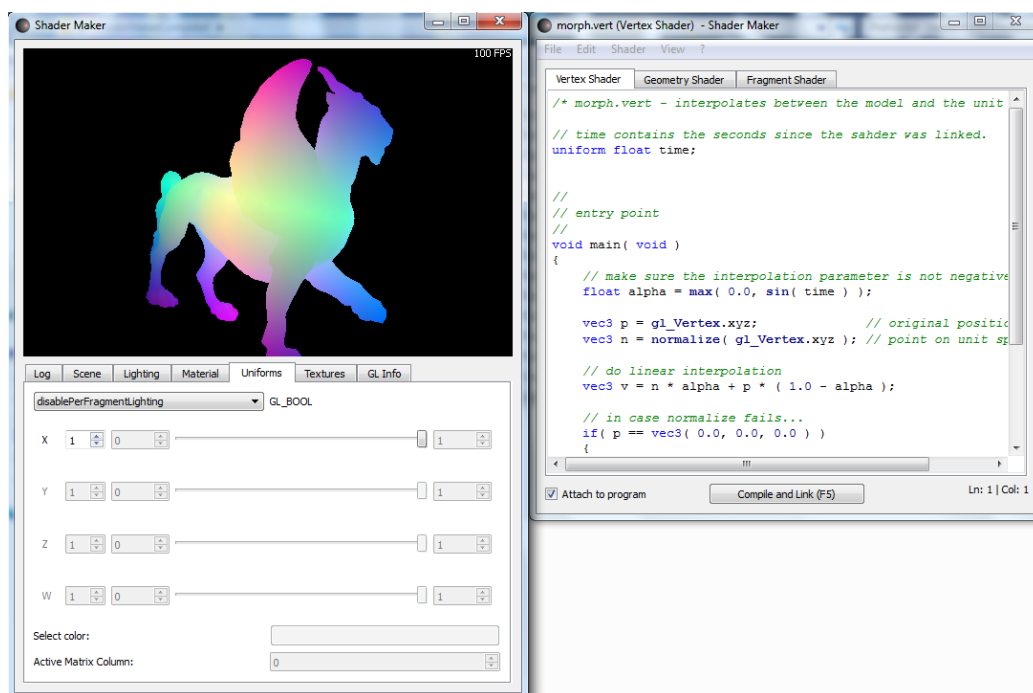 Shader Maker
100 FPS
Log Scene Lighting Material Uniforms Textures GL Info
disablePerFragmentLighting GL_BOOL
X 1 0 1
Y 1 0 1
Z 1 0 1
W 1 0 1
Select color:
Active Matrix Column: 0
morph.vert (Vertex Shader) - Shader Maker
File Edit Shader View ?
Vertex Shader Geometry Shader Fragment Shader
/* morph.vert - interpolates between the model and the unit
// time contains the seconds since the sahder was linked.
uniform float time;
//
// entry point
//
void main( void )
{
// make sure the interpolation parameter is not negative
float alpha = max( 0.0, sin( time ) );
vec3 p = gl_Vertex.xyz; // original positio
vec3 n = normalize( gl_Vertex.xyz ); // point on unit sp
// do linear interpolation
vec3 v = n * alpha + p * ( 1.0 - alpha );
// in case normalize fails...
if( p == vec3( 0.0, 0.0, 0.0 ) )
{
Attach to program Compile and Link (F5) Ln: 1 | Col: 1